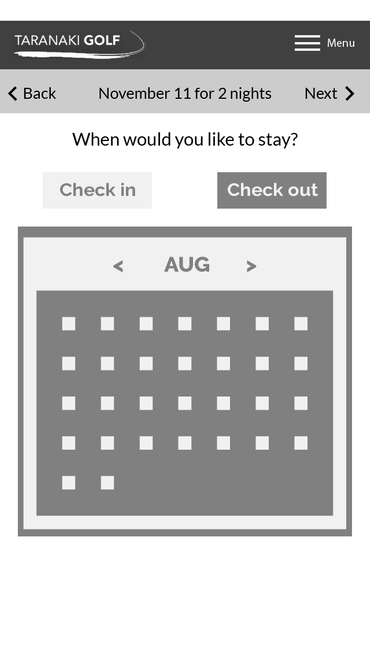 TARANAKI GOLF
Menu
Back
November 11 for 2 nights
Next
When would you like to stay?
Check in
Check out
< AUG >